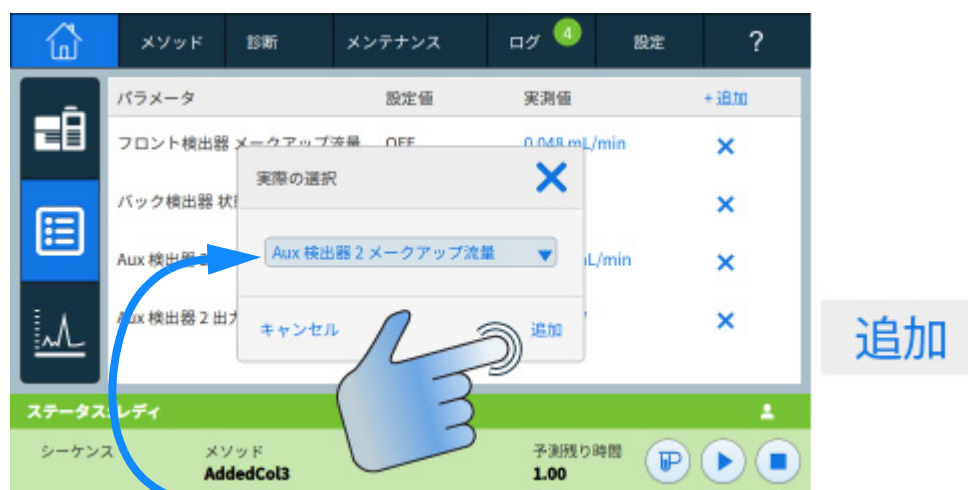 メソッド 診断 メンテナンス ログ 4 設定 ?
パラメータ 設定値 実測値 +追加
フロント検出器 メークアップ流量 OFF 0.048 mL/min
実際の選択
バック検出器
Aux 検出器 2 メークアップ流量
Aux 検出器 mL/min
Aux 検出器 2 出力
キャンセル 追加
追加
ステータス:レディ
シーケンス メソッド 予測残り時間
AddedCol3 1.00